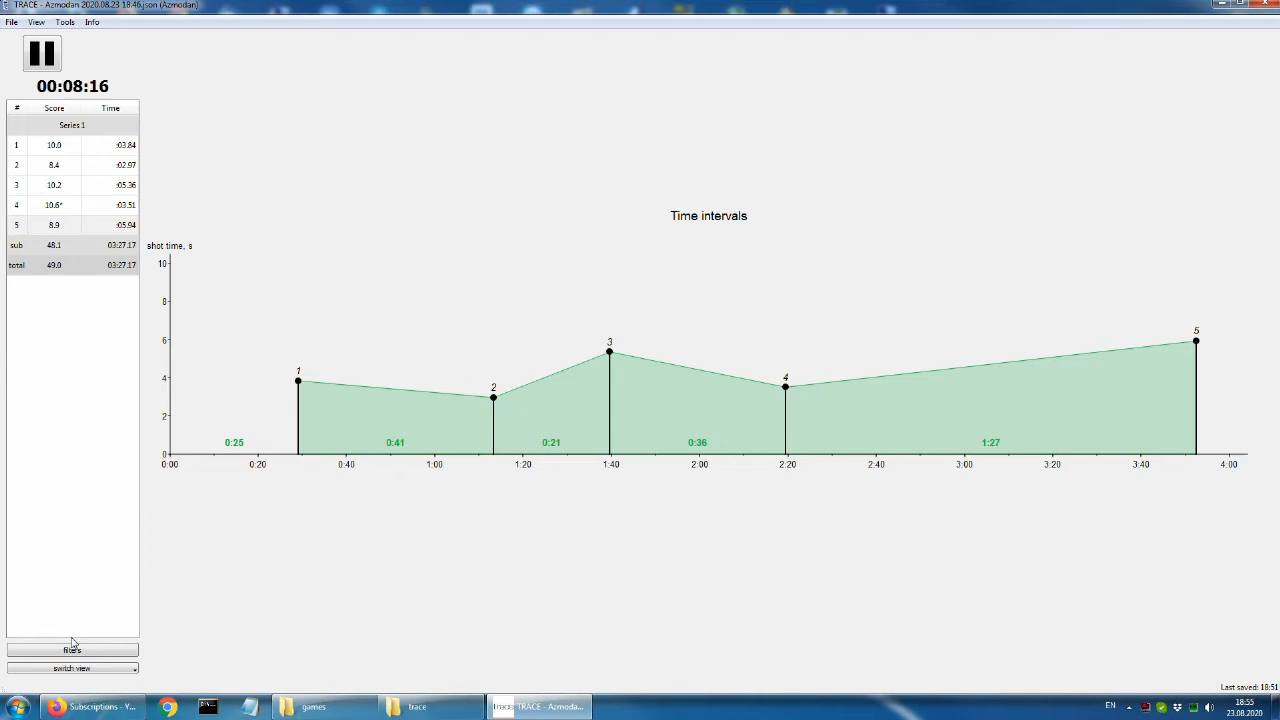 TRACE - Azmodan 2020.08.23 18.46.json (Azmodan)
File View Tools Info
00:08:16
# Score Time
Series 1
1 10.0 :03.84
2 8.4 :02.97
3 10.2 :05.36
4 10.6* :03.51
5 8.9 :05.94
sub 48.1 03:27.17
total 49.0 03:27.17
Time intervals
shot time, s
10
8
6
4
2
0
1 2 3 4 5
0:25 0:41 0:21 0:36 1:27
0:00 0:20 0:40 1:00 1:20 1:40 2:00 2:20 2:40 3:00 3:20 3:40 4:00
filters
switch view
Last saved: 18:51
Subscriptions - Y... games trace trace TRACE - Azmoda... EN 18:55
23.08.2020